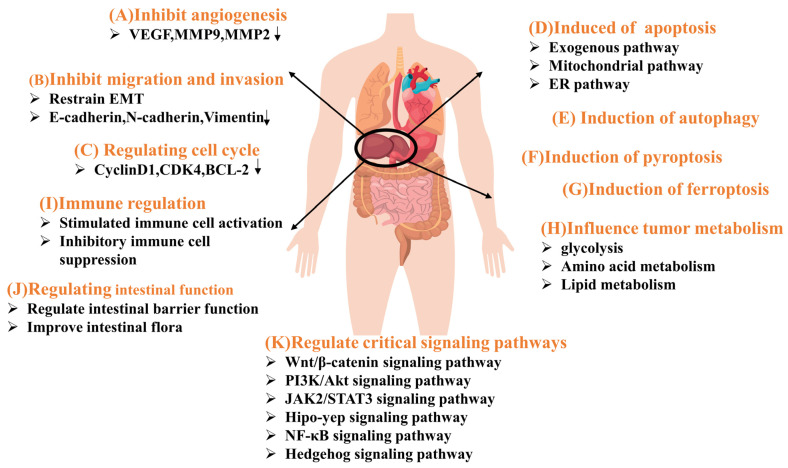 (A)Inhibit angiogenesis
➢ VEGF,MMP9,MMP2↓
(B)Inhibit migration and invasion
➢ Restrain EMT
➢ E-cadherin,N-cadherin,Vimentin↓
(C) Regulating cell cycle
➢ CyclinD1,CDK4,BCL-2 ↓
(I)Immune regulation
➢ Stimulated immune cell activation
➢ Inhibitory immune cell
suppression
(J)Regulating intestinal function
➢ Regulate intestinal barrier function
➢ Improve intestinal flora
(D)Induced of apoptosis
➢ Exogenous pathway
➢ Mitochondrial pathway
➢ ER pathway
(E) Induction of autophagy
(F)Induction of pyroptosis
(G)Induction of ferroptosis
(H)Influence tumor metabolism
➢ glycolysis
➢ Amino acid metabolism
➢ Lipid metabolism
(K)Regulate critical signaling pathways
➢ Wnt/β-catenin signaling pathway
➢ PI3K/Akt signaling pathway
➢ JAK2/STAT3 signaling pathway
➢ Hipo-yep signaling pathway
➢ NF-κB signaling pathway
➢ Hedgehog signaling pathway